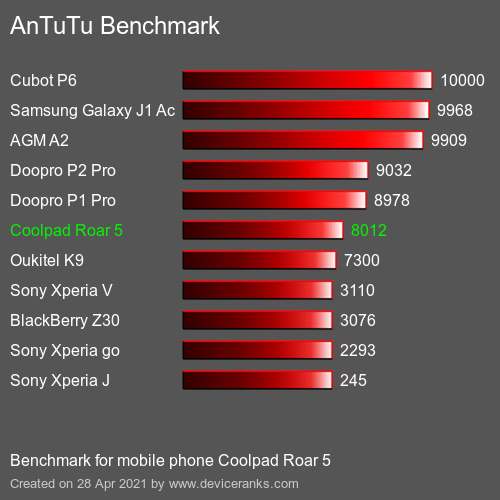 AnTuTu Benchmark
Cubot P6 10000
Samsung Galaxy J1 Ac 9968
AGM A2 9909
Doopro P2 Pro 9032
Doopro P1 Pro 8978
Coolpad Roar 5 8012
Oukitel K9 7300
Sony Xperia V 3110
BlackBerry Z30 3076
Sony Xperia go 2293
Sony Xperia J 245
Benchmark for mobile phone Coolpad Roar 5
Created on 28 Apr 2021 by www.deviceranks.com